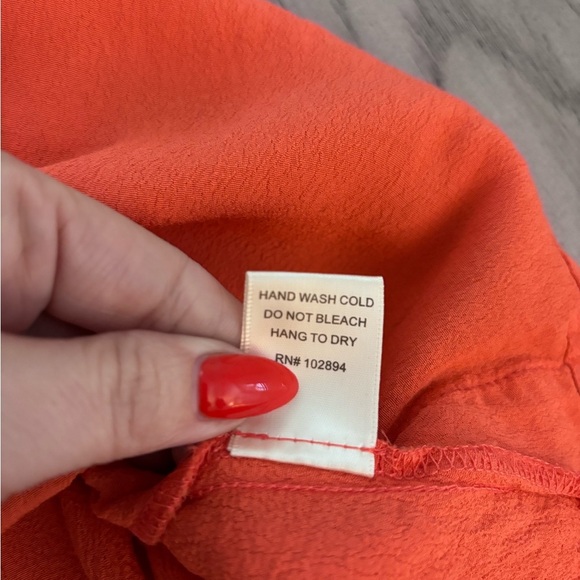 HAND WASH COLD
DO NOT BLEACH
HANG TO DRY
RN# 102894